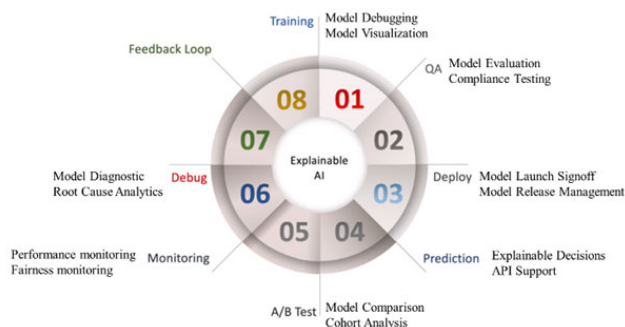 Training
Model Debugging
Model Visualization
Feedback Loop
QA
Model Evaluation
Compliance Testing
08
01
07
02
Explainable
AI
Model Diagnostic
Root Cause Analytics
Debug
Deploy
Model Launch Signoff
Model Release Management
06
03
05
04
Performance monitoring
Fairness monitoring
Monitoring
Prediction
Explainable Decisions
API Support
A/B Test
Model Comparison
Cohort Analysis